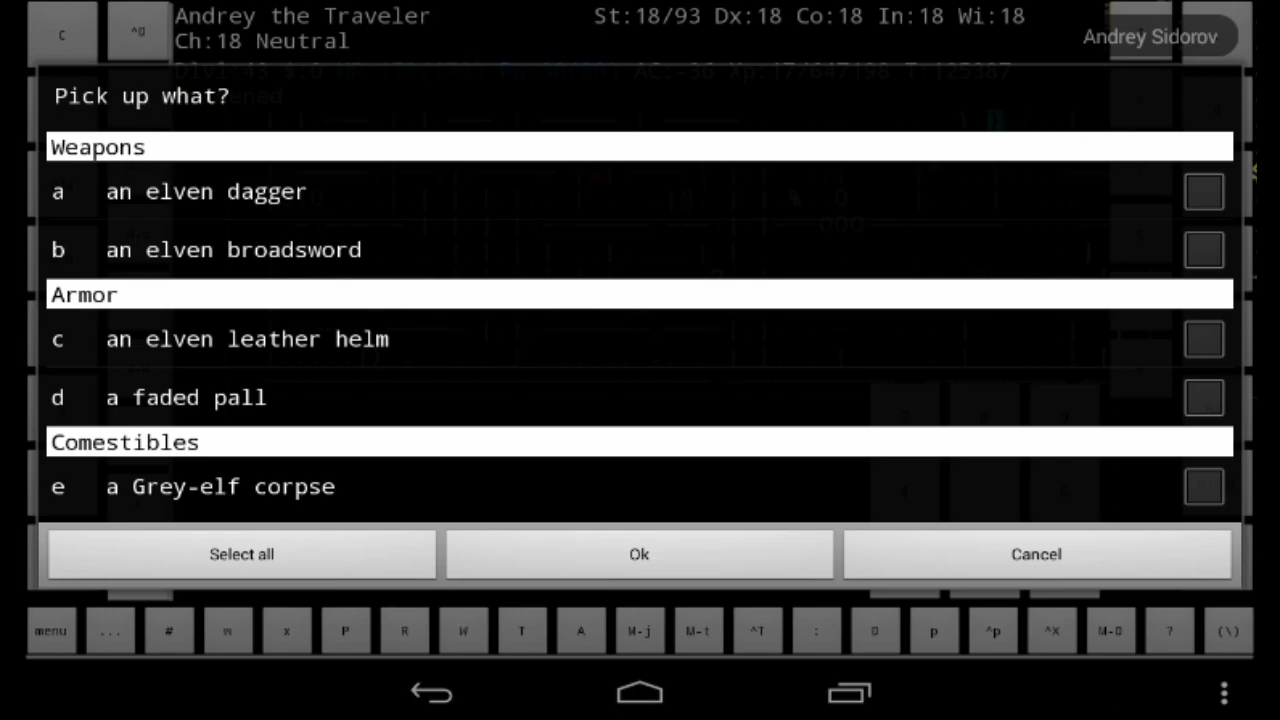 c ^D Andrey the Traveler St:18/93 Dx:18 Co:18 In:18 Wi:18
Ch:18 Neutral
Andrey Sidorov
Pick up what?
Weapons
a an elven dagger
b an elven broadsword
Armor
c an elven leather helm
d a faded pall
Comestibles
e a Grey-elf corpse
Select all Ok Cancel
menu ... # w x P R W T A M-j M-t ^T : D p ^p ^X M-O ? (\)